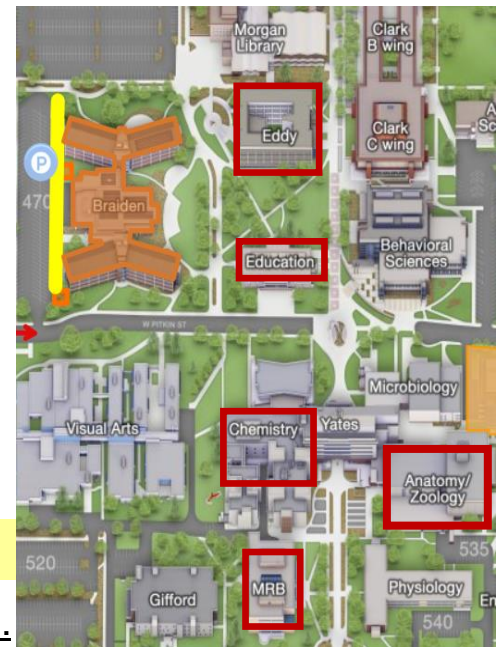 Morgan
Library
Clark
B wing
Eddy
Clark
C wing
P
470
Braiden
Education
Behavioral
Sciences
W PITKIN ST
Microbiology
Visual Arts
Chemistry
Yates
Anatomy/
Zoology
535
520
MRB
Physiology
Gifford
540
.